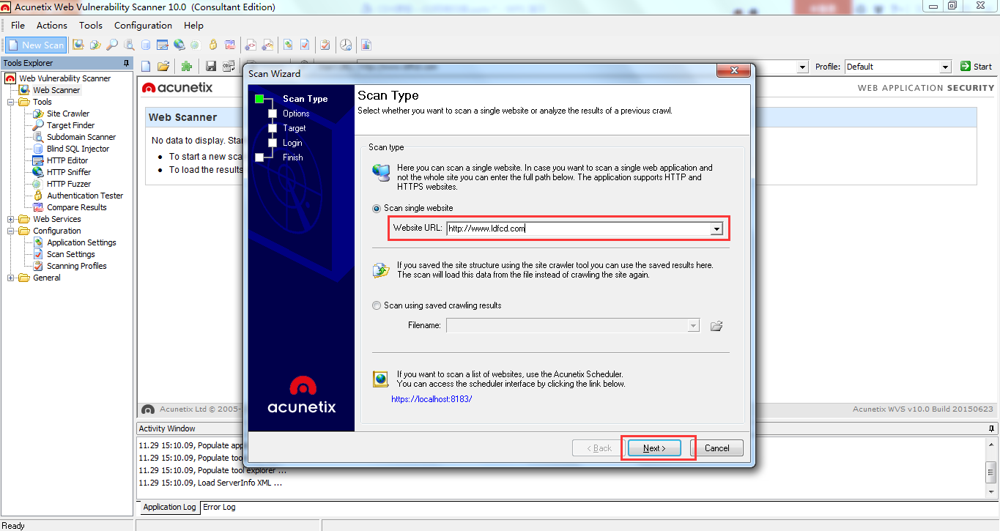 Acunetix Web Vulnerability Scanner 10.0 (Consultant Edition)
File Actions Tools Configuration Help
New Scan
Tools Explorer
Profile: Default Start
Web Vulnerability Scanner
Web Scanner
Tools
Site Crawler
Target Finder
Subdomain Scanner
Blind SQL Injector
HTTP Editor
HTTP Sniffer
HTTP Fuzzer
Authentication Tester
Compare Results
Web Services
Configuration
Application Settings
Scan Settings
Scanning Profiles
General
acunetix
WEB APPLICATION SECURITY
Web Scanner
No data to display. Sta
To start a new sca
To load the results
Scan Wizard
Scan Type
Options
Target
Login
Finish
acunetix
Scan Type
Select whether you want to scan a single website or analyze the results of a previous crawl.
Scan type
Here you can scan a single website. In case you want to scan a single web application and
not the whole site you can enter the full path below. The application supports HTTP and
HTTPS websites.
Scan single website
Website URL: http://www.ldfcd.com
If you saved the site structure using the site crawler tool you can use the saved results here.
The scan will load this data from the file instead of crawling the site again.
Scan using saved crawling results
Filename:
If you want to scan a list of websites, use the Acunetix Scheduler.
You can access the scheduler interface by clicking the link below.
https://localhost:8183/
< Back Next > Cancel
Acunetix Ltd © 2005-
Acunetix WVS v10.0 Build 20150623
Activity Window
11.29 15:10.09, Populate app
11.29 15:10.09, Populate too
11.29 15:10.09, Populate tool explorer ...
11.29 15:10.09, Load ServerInfo XML ...
Application Log Error Log
Ready